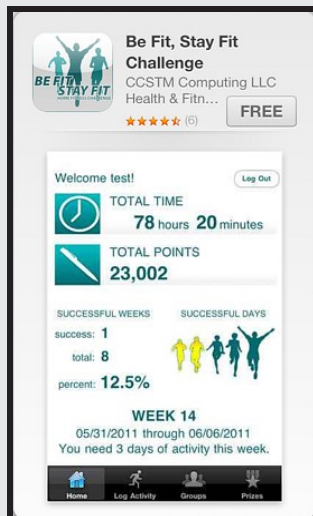 Be Fit, Stay Fit
Challenge
CCSTM Computing LLC
Health & Fitn...
(6)
FREE
BE FIT
STAY FIT
HOME FITNESS CHALLENGE
Welcome test!
Log Out
TOTAL TIME
78 hours 20 minutes
TOTAL POINTS
23,002
SUCCESSFUL WEEKS
success: 1
total: 8
percent: 12.5%
SUCCESSFUL DAYS
WEEK 14
05/31/2011 through 06/06/2011
You need 3 days of activity this week.
Home
Log Activity
Groups
Prizes